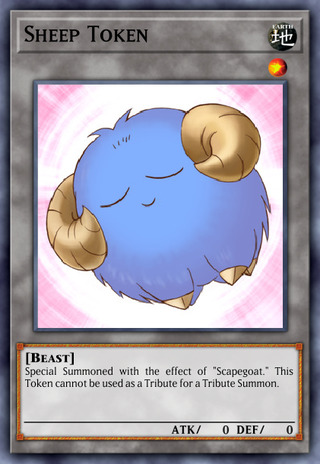 Sheep Token
EARTH
地
[Beast]
Special Summoned with the effect of "Scapegoat." This
Token cannot be used as a Tribute for a Tribute Summon.
ATK/ 0 DEF/ 0